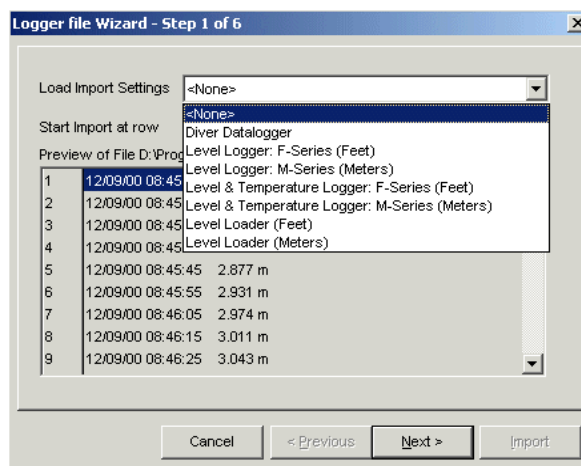 Logger file Wizard - Step 1 of 6
Load Import Settings <None>
<None>
Diver Datalogger
Level Logger: F-Series (Feet)
Level Logger: M-Series (Meters)
Level & Temperature Logger: F-Series (Feet)
Level & Temperature Logger: M-Series (Meters)
Level Loader (Feet)
Level Loader (Meters)
Start Import at row
Preview of File D:\Prog
1 12/09/00 08:45
2 12/09/00 08:45
3 12/09/00 08:45
4 12/09/00 08:45
5 12/09/00 08:45:45 2.877 m
6 12/09/00 08:45:55 2.931 m
7 12/09/00 08:46:05 2.974 m
8 12/09/00 08:46:15 3.011 m
9 12/09/00 08:46:25 3.043 m
Cancel < Previous Next > Import